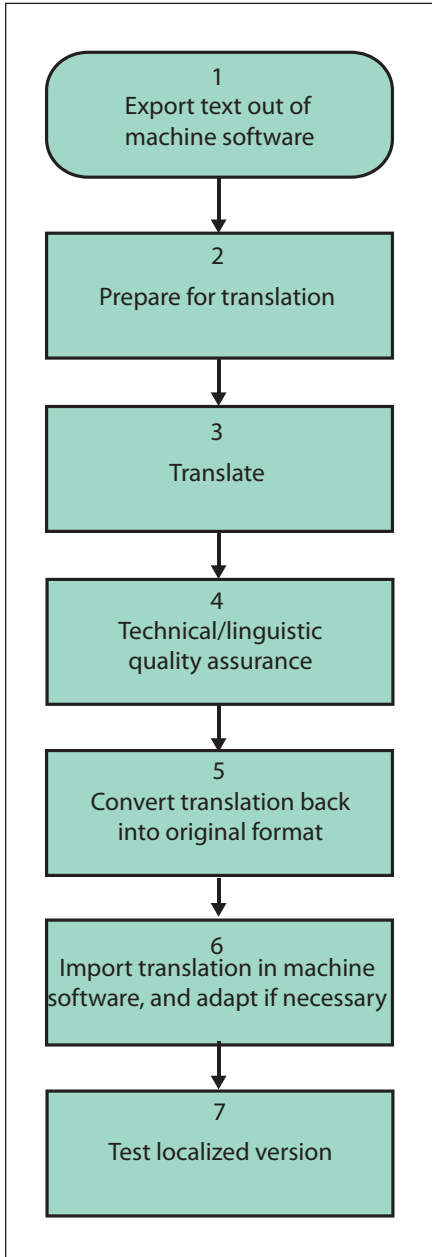 1
Export text out of
machine software
2
Prepare for translation
3
Translate
4
Technical/linguistic
quality assurance
5
Convert translation back
into original format
6
Import translation in machine
software, and adapt if necessary
7
Test localized version